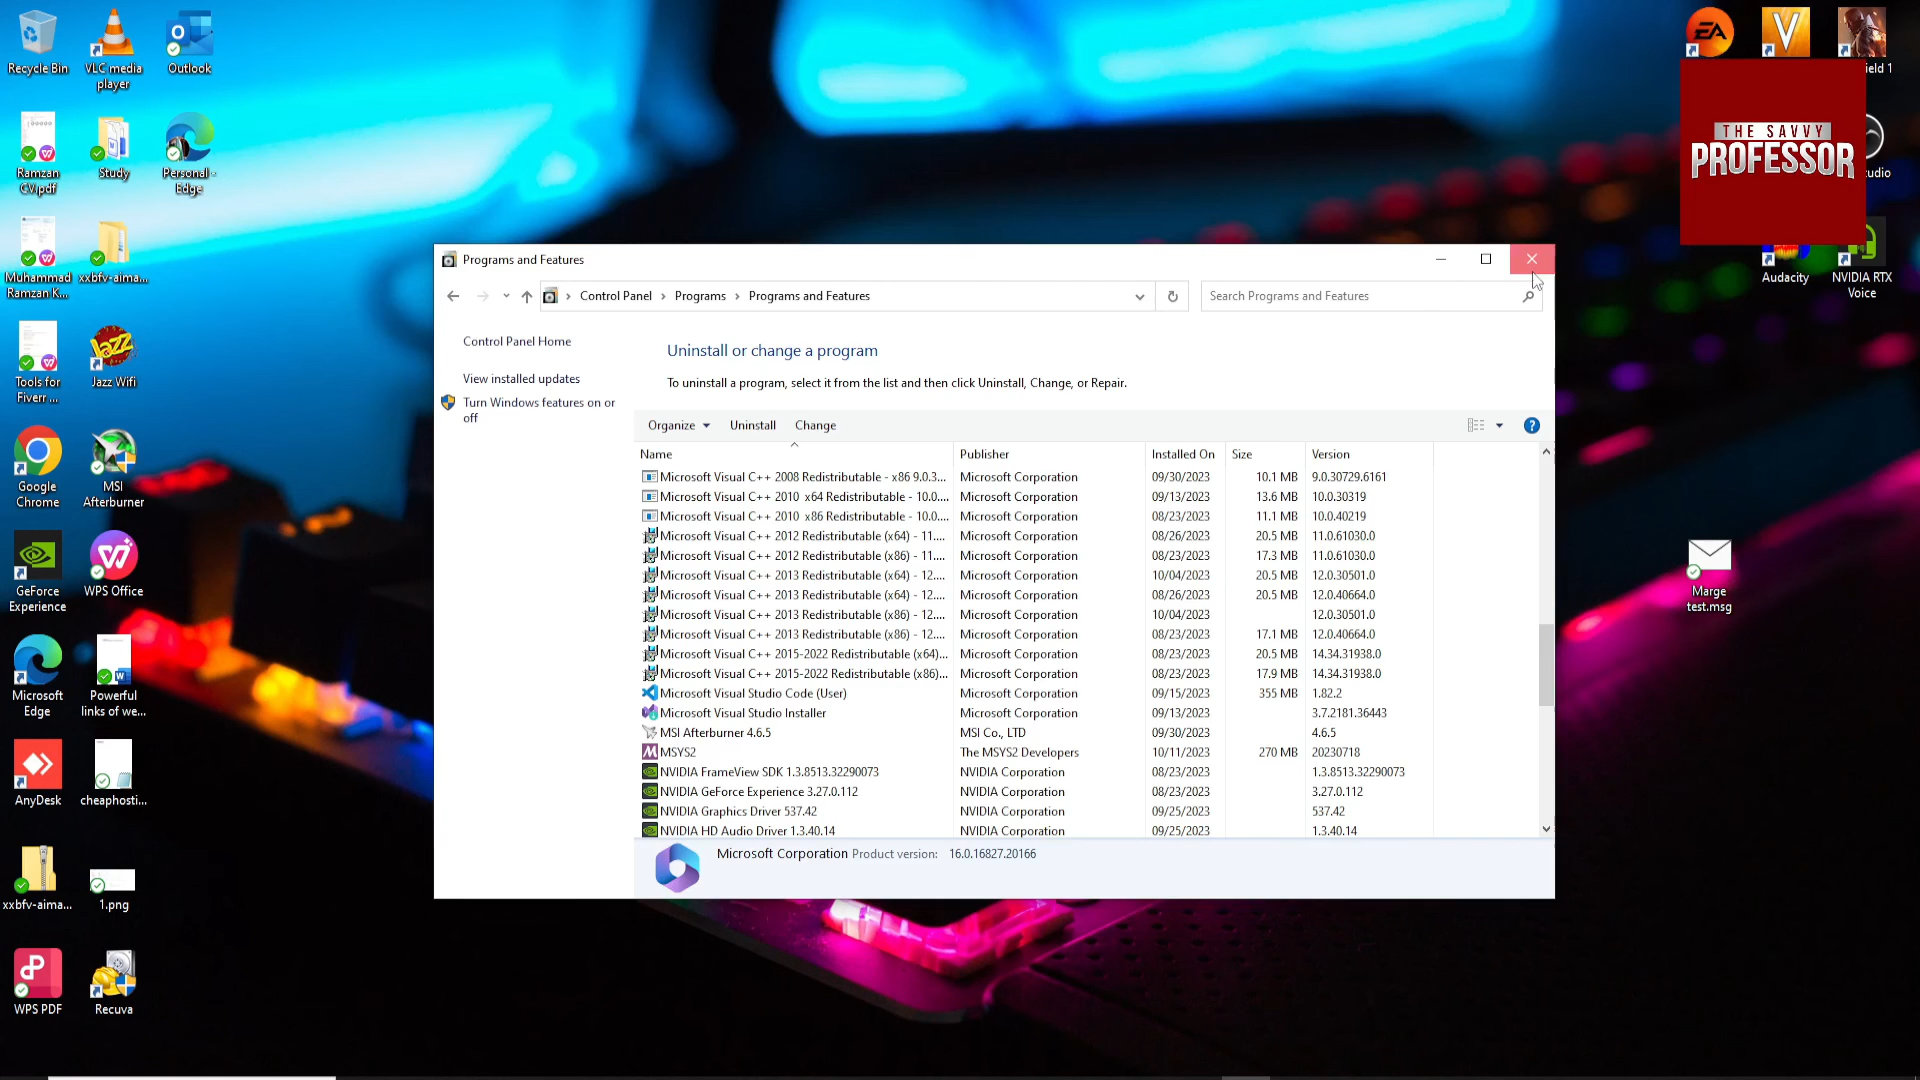 Recycle Bin
VLC media
player
Outlook
Ramzan
CV.pdf
Study
Personal -
Edge
Muhammad
Ramzan K...
xxbfv-aima...
Tools for
Fiverr ...
Jazz
Jazz Wifi
Google
Chrome
MSI
Afterburner
GeForce
Experience
WPS Office
Microsoft
Edge
Powerful
links of we...
AnyDesk
cheaphosti...
xxbfv-aima...
1.png
WPS PDF
Recuva
EA
V
ield 1
THE SAVVY
PROFESSOR
udio
Audacity
NVIDIA RTX
Voice
Marge
test.msg
Programs and Features
Control Panel
Programs
Programs and Features
Search Programs and Features
Control Panel Home
View installed updates
Turn Windows features on or
off
Uninstall or change a program
To uninstall a program, select it from the list and then click Uninstall, Change, or Repair.
Organize Uninstall Change
Name Publisher Installed On Size Version
Microsoft Visual C++ 2008 Redistributable - x86 9.0.3... Microsoft Corporation 09/30/2023 10.1 MB 9.0.30729.6161
Microsoft Visual C++ 2010 x64 Redistributable - 10.0.... Microsoft Corporation 09/13/2023 13.6 MB 10.0.30319
Microsoft Visual C++ 2010 x86 Redistributable - 10.0.... Microsoft Corporation 08/23/2023 11.1 MB 10.0.40219
Microsoft Visual C++ 2012 Redistributable (x64) - 11.... Microsoft Corporation 08/26/2023 20.5 MB 11.0.61030.0
Microsoft Visual C++ 2012 Redistributable (x86) - 11.... Microsoft Corporation 08/23/2023 17.3 MB 11.0.61030.0
Microsoft Visual C++ 2013 Redistributable (x64) - 12.... Microsoft Corporation 10/04/2023 20.5 MB 12.0.30501.0
Microsoft Visual C++ 2013 Redistributable (x64) - 12.... Microsoft Corporation 08/26/2023 20.5 MB 12.0.40664.0
Microsoft Visual C++ 2013 Redistributable (x86) - 12.... Microsoft Corporation 10/04/2023 12.0.30501.0
Microsoft Visual C++ 2013 Redistributable (x86) - 12.... Microsoft Corporation 08/23/2023 17.1 MB 12.0.40664.0
Microsoft Visual C++ 2015-2022 Redistributable (x64)... Microsoft Corporation 08/23/2023 20.5 MB 14.34.31938.0
Microsoft Visual C++ 2015-2022 Redistributable (x86)... Microsoft Corporation 08/23/2023 17.9 MB 14.34.31938.0
Microsoft Visual Studio Code (User) Microsoft Corporation 09/15/2023 355 MB 1.82.2
Microsoft Visual Studio Installer Microsoft Corporation 09/13/2023 3.7.2181.36443
MSI Afterburner 4.6.5 MSI Co., LTD 09/30/2023 4.6.5
MSYS2 The MSYS2 Developers 10/11/2023 270 MB 20230718
NVIDIA FrameView SDK 1.3.8513.32290073 NVIDIA Corporation 08/23/2023 1.3.8513.32290073
NVIDIA GeForce Experience 3.27.0.112 NVIDIA Corporation 08/23/2023 3.27.0.112
NVIDIA Graphics Driver 537.42 NVIDIA Corporation 09/25/2023 537.42
NVIDIA HD Audio Driver 1.3.40.14 NVIDIA Corporation 09/25/2023 1.3.40.14
Microsoft Corporation Product version: 16.0.16827.20166